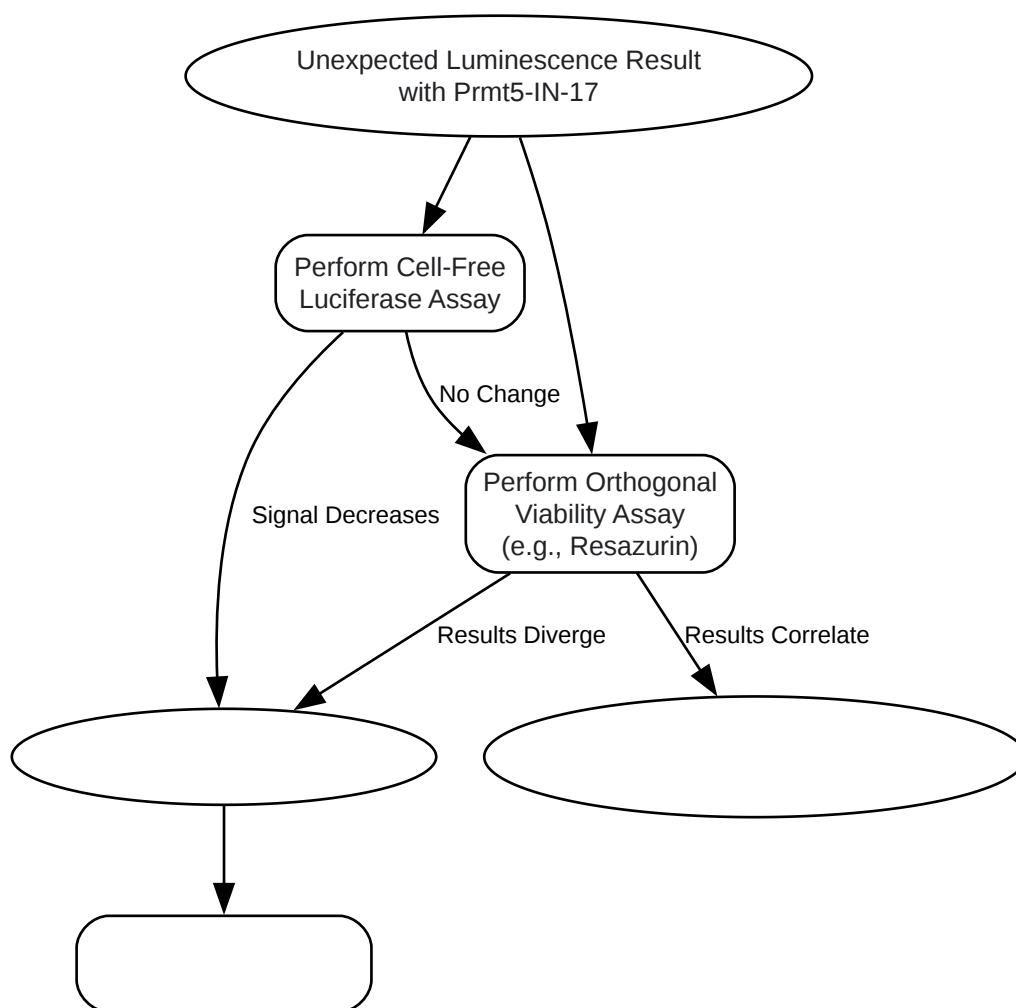 Unexpected Luminescence Result
with Prmt5-IN-17
Perform Cell-Free
Luciferase Assay
No Change
Perform Orthogonal
Viability Assay
(e.g., Resazurin)
Signal Decreases
Results Diverge
Results Correlate